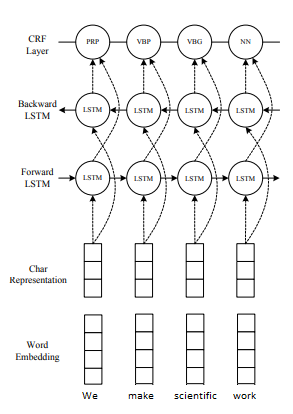 CRF
Layer
PRP VBP VBG NN
Backward
LSTM
LSTM LSTM LSTM LSTM
Forward
LSTM
LSTM LSTM LSTM LSTM
Char
Representation
Word
Embedding
We make scientific work